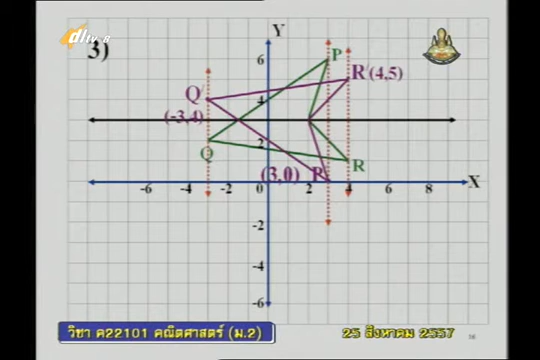 dltv 8
3)
Y
6
P
R'(4,5)
Q'
4
(-3,4)
2
Q
R
(3,0) P'
-6 -4 -2 0 2 4 6 8 X
-2
-4
-6
วิชา ค22101 คณิตศาสตร์ (ม.2)
25 สิงหาคม 2557